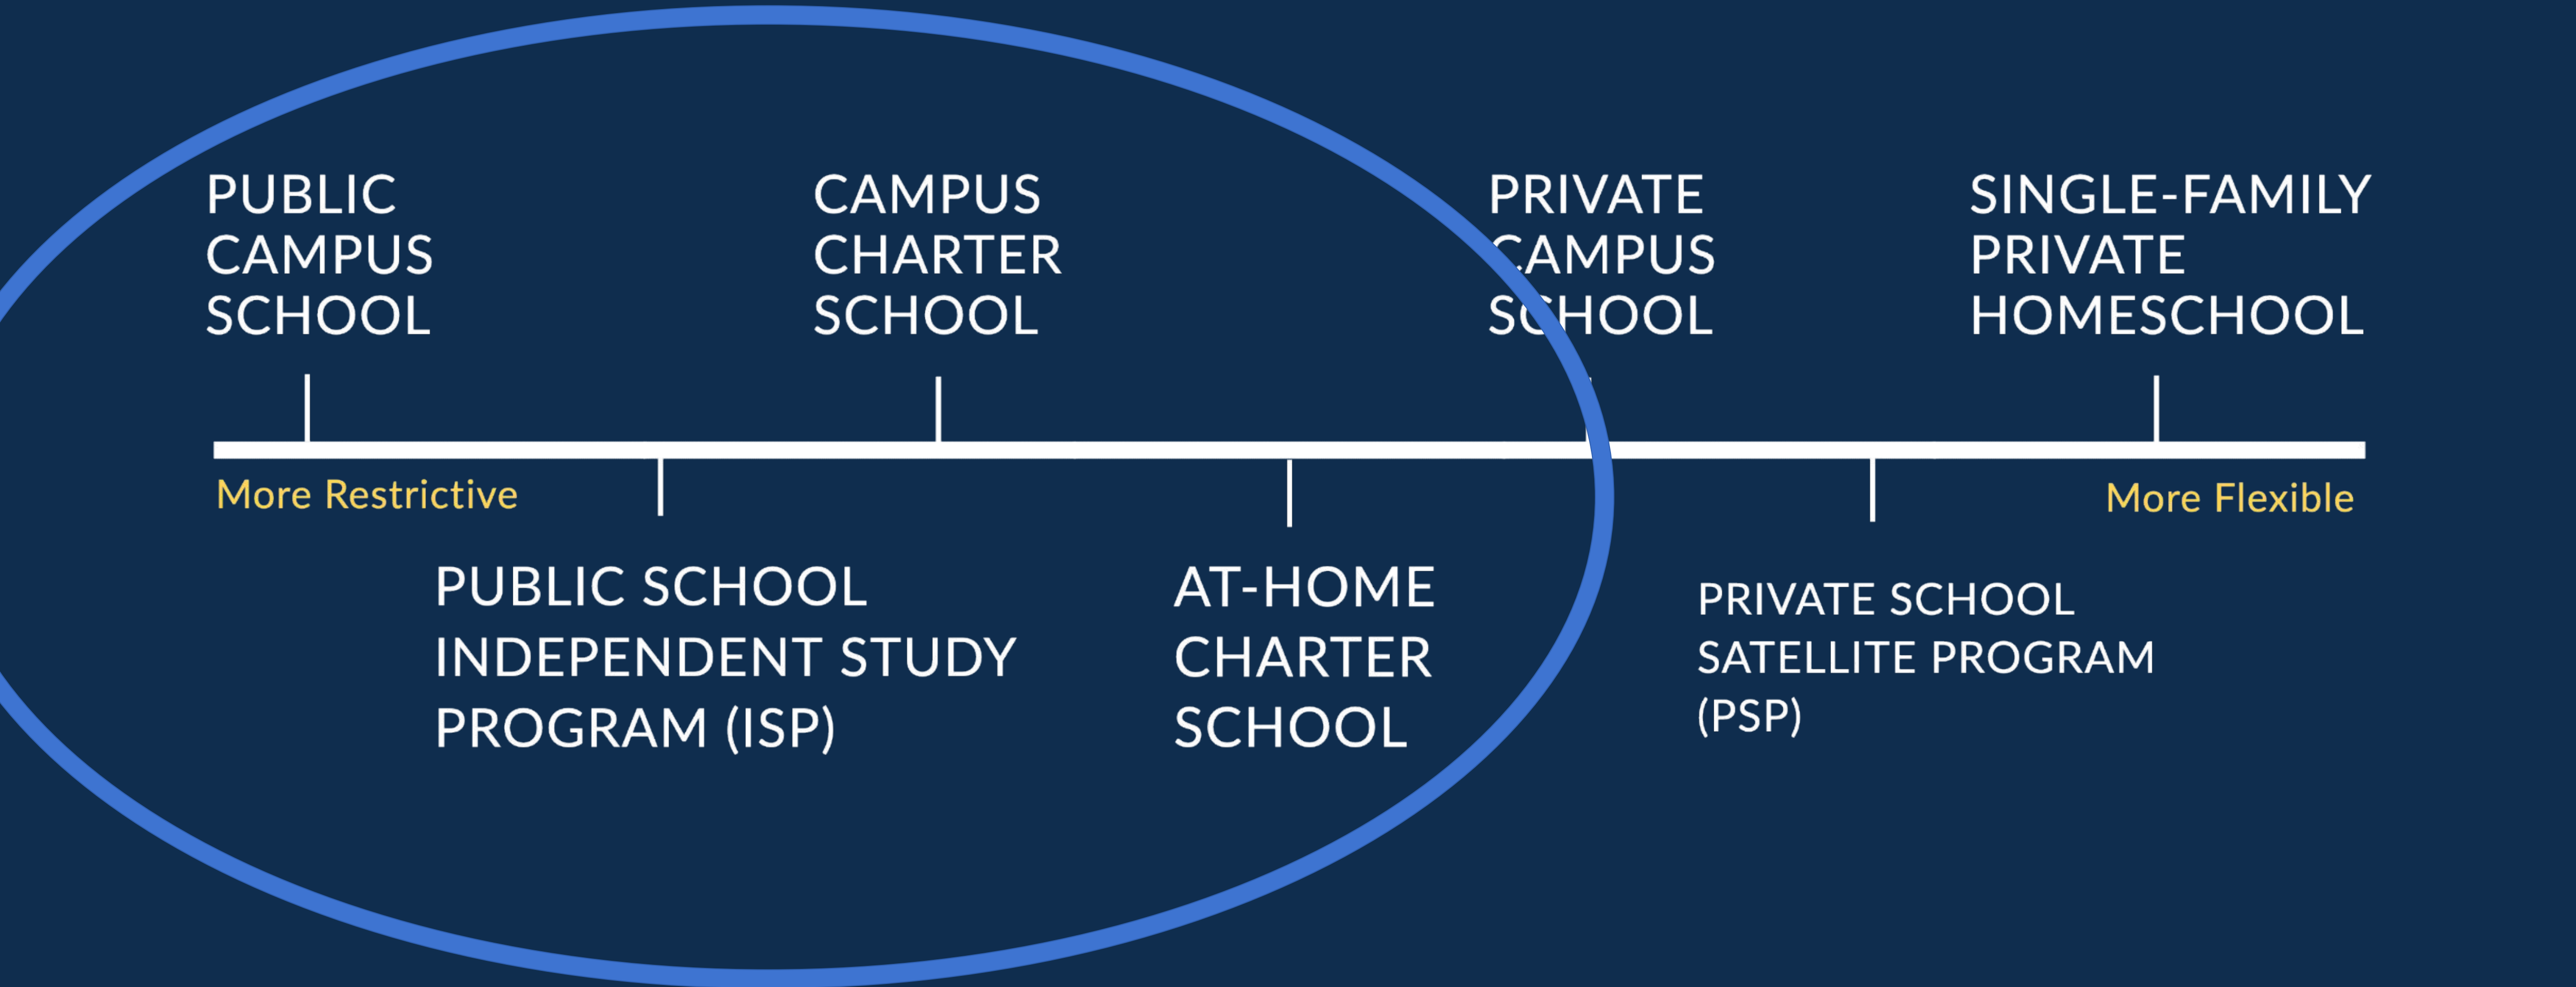 PUBLIC
CAMPUS
SCHOOL
CAMPUS
CHARTER
SCHOOL
PRIVATE
CAMPUS
SCHOOL
SINGLE-FAMILY
PRIVATE
HOMESCHOOL
More Restrictive
More Flexible
PUBLIC SCHOOL
INDEPENDENT STUDY
PROGRAM (ISP)
AT-HOME
CHARTER
SCHOOL
PRIVATE SCHOOL
SATELLITE PROGRAM
(PSP)